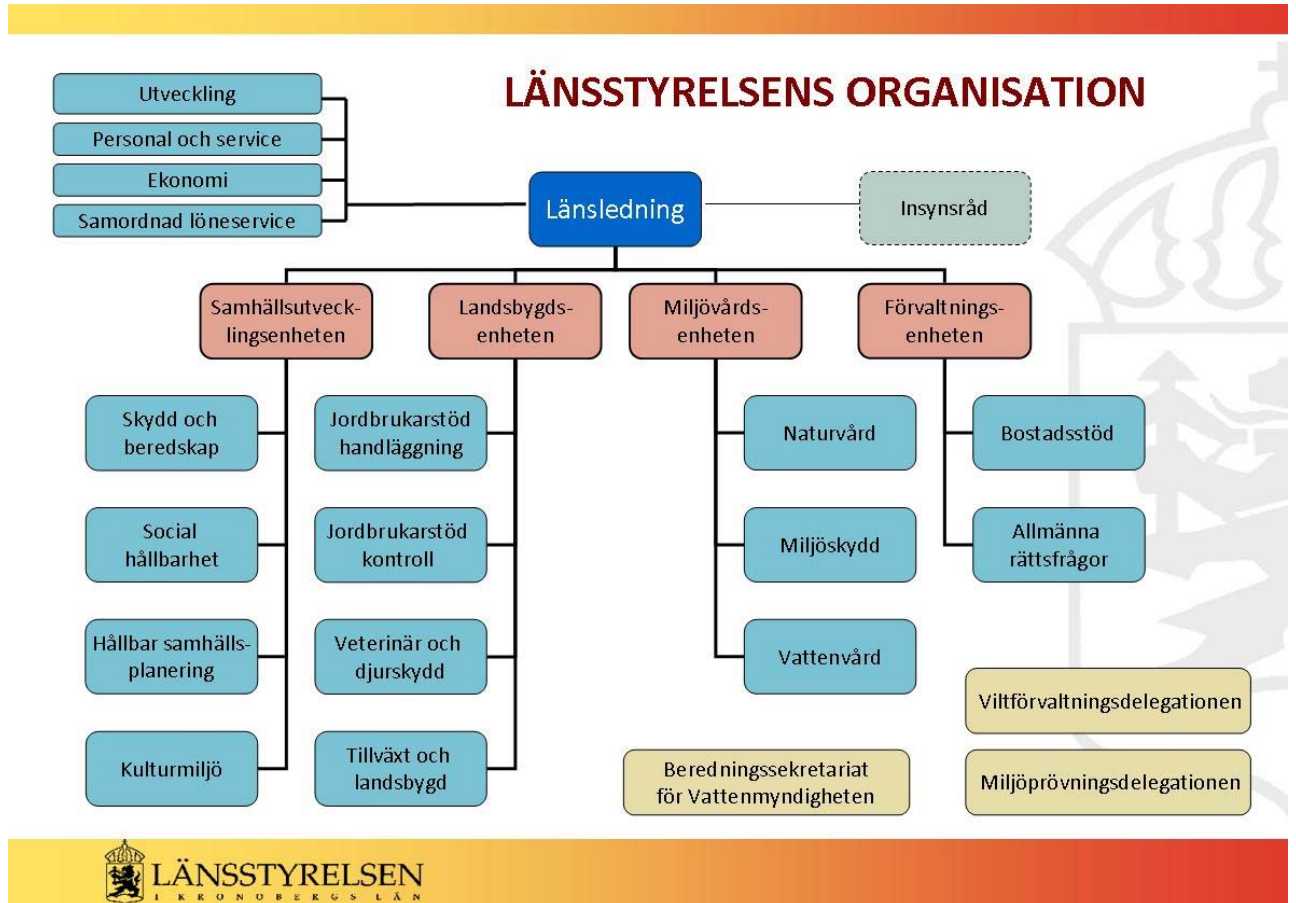 LÄNSSTYRELSENS ORGANISATION
Utveckling
Personal och service
Ekonomi
Samordnad löneservice
Länsledning
Insynsråd
Samhällsutveck-
lingsenheten
Landsbygds-
enheten
Miljövårds-
enheten
Förvaltnings-
enheten
Skydd och
beredskap
Social
hållbarhet
Hållbar samhälls-
planering
Kulturmiljö
Jordbrukarstöd
handläggning
Jordbrukarstöd
kontroll
Veterinär och
djurskydd
Tillväxt och
landsbygd
Naturvård
Miljöskydd
Vattenvård
Bostadsstöd
Allmänna
rättsfrågor
Beredningssekretariat
för Vattenmyndigheten
Viltförvaltningsdelegationen
Miljöprövningsdelegationen
LÄNSSTYRELSEN
I KRONOBERGS LÄN